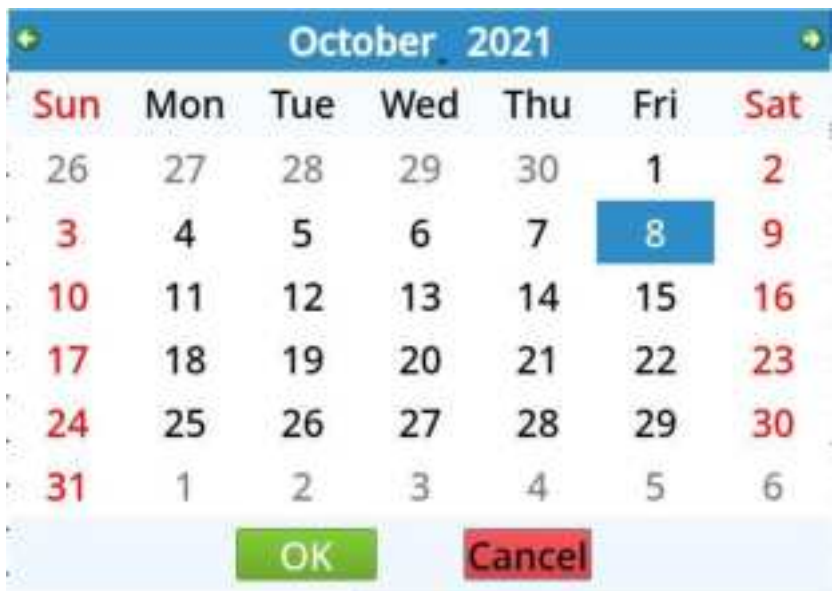 October 2021
Sun Mon Tue Wed Thu Fri Sat
26 27 28 29 30 1 2
3 4 5 6 7 8 9
10 11 12 13 14 15 16
17 18 19 20 21 22 23
24 25 26 27 28 29 30
31 1 2 3 4 5 6
OK Cancel